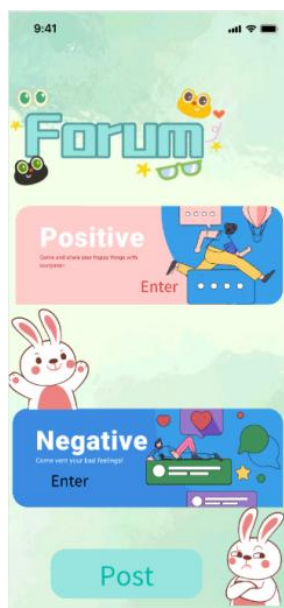 9:41
Forum
Positive
Come and share your happy things with
everyone!
Enter
Negative
Come vent your bad feelings!
Enter
Post